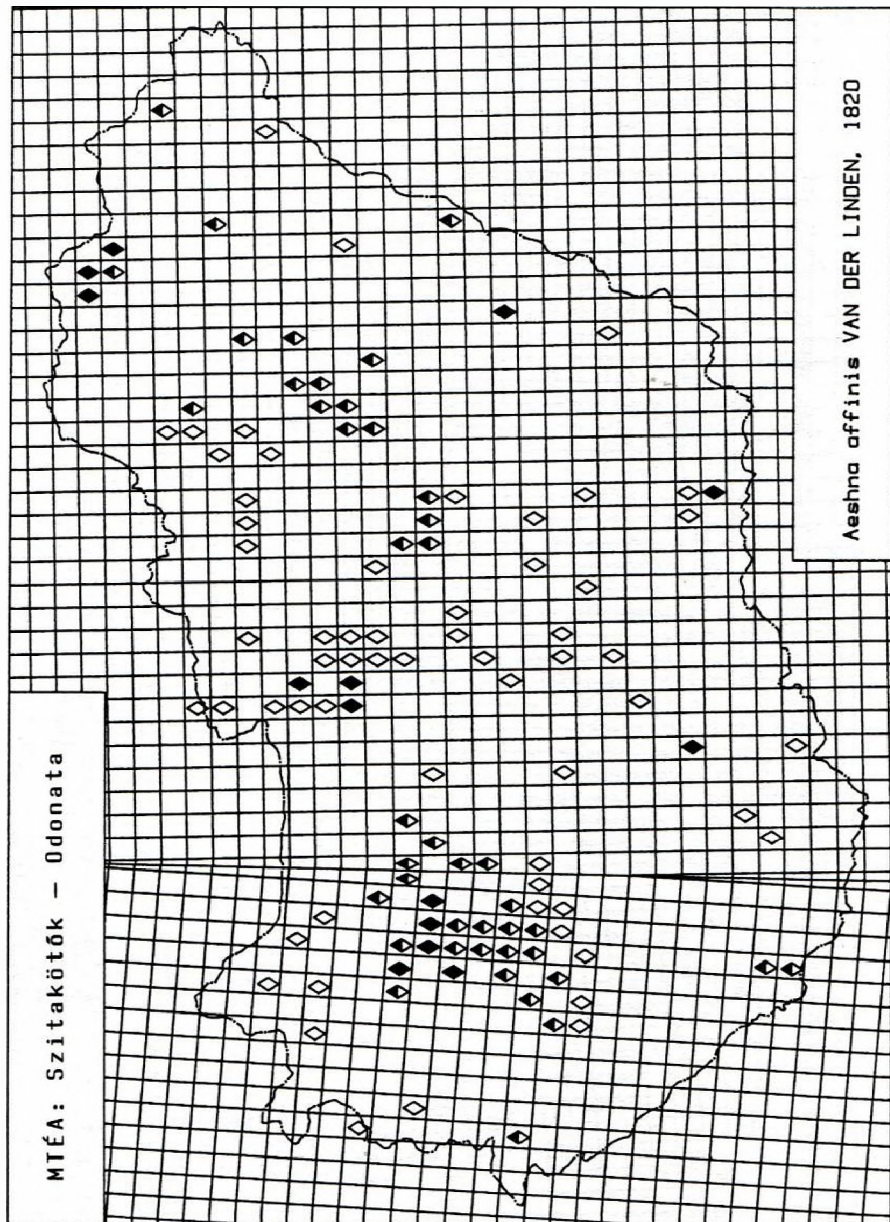 MTÉA: Szitakötők — Odonata
Aeshna affinis VAN DER LINDEN, 1820